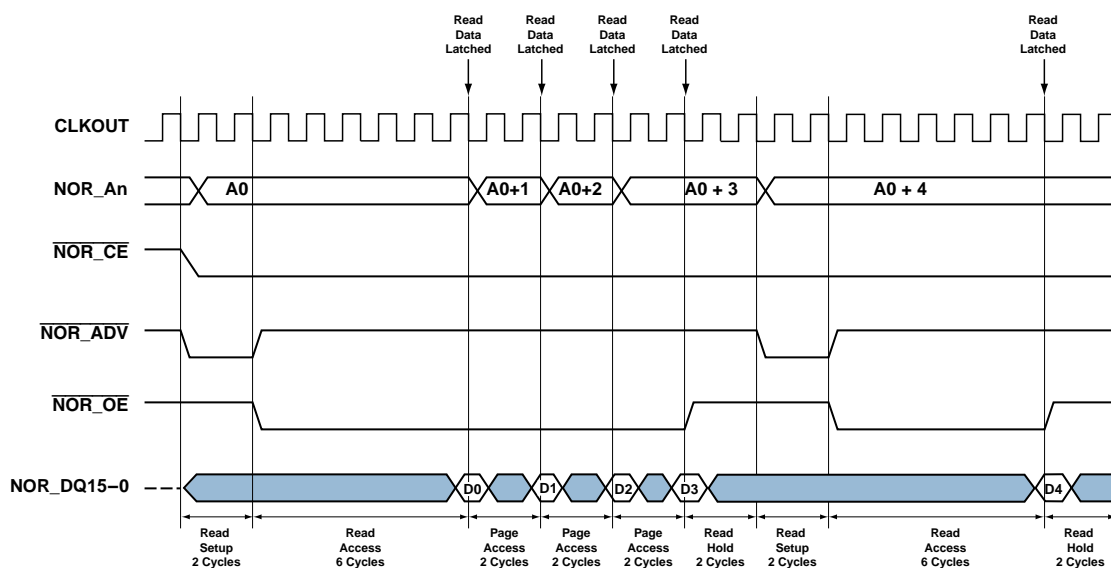 Read
Data
Latched
Read
Data
Latched
Read
Data
Latched
Read
Data
Latched
Read
Data
Latched
CLKOUT
NOR_An
A0
A0+1
A0+2
A0 + 3
A0 + 4
NOR_CE
NOR_ADV
NOR_OE
NOR_DQ15–0
D0
D1
D2
D3
D4
Read
Setup
2 Cycles
Read
Access
6 Cycles
Page
Access
2 Cycles
Page
Access
2 Cycles
Page
Access
2 Cycles
Read
Hold
2 Cycles
Read
Setup
2 Cycles
Read
Access
6 Cycles
Read
Hold
2 Cycles